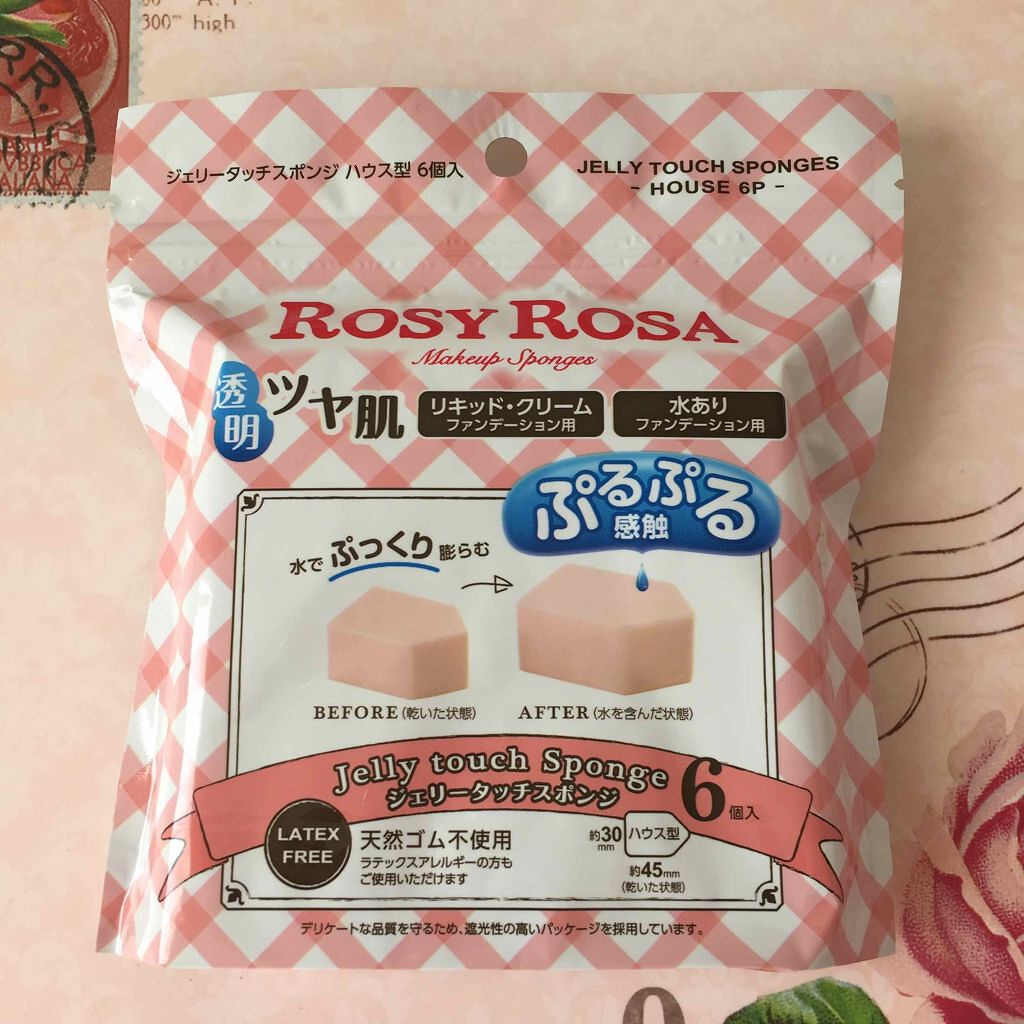 300ᵐ high
RR.
ジェリータッチスポンジ ハウス型 6個入
JELLY TOUCH SPONGES
- HOUSE 6P -
ROSY ROSA
Makeup Sponges
透明
ツヤ肌
リキッド・クリーム
ファンデーション用
水あり
ファンデーション用
ぷるぷる
感触
水で ぷっくり 膨らむ
BEFORE (乾いた状態)
AFTER (水を含んだ状態)
Jelly touch Sponge
ジェリータッチスポンジ
6個入
LATEX
FREE
天然ゴム不使用
ラテックスアレルギーの方も
ご使用いただけます
約30mm
ハウス型
約45mm
(乾いた状態)
デリケートな品質を守るため、遮光性の高いパッケージを採用しています。